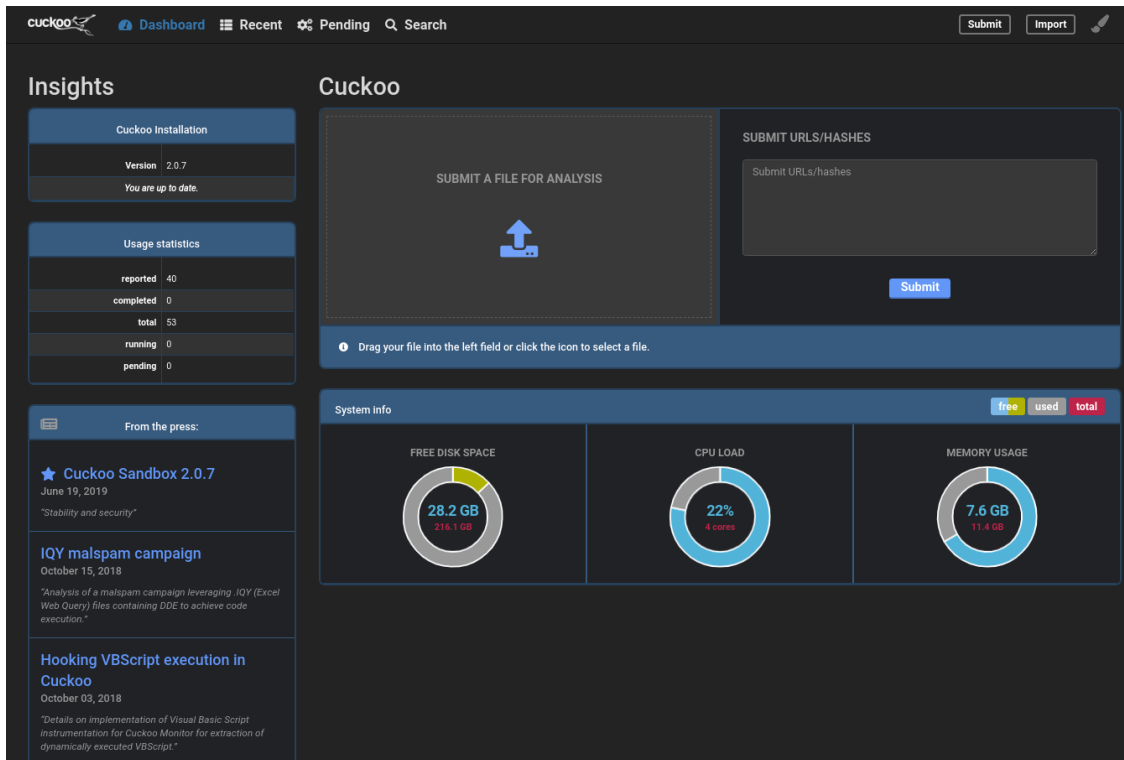 cuckoo Dashboard Recent Pending Search Submit Import
Insights
Cuckoo Installation
Version 2.0.7
You are up to date.
Usage statistics
reported 40
completed 0
total 53
running 0
pending 0
From the press:
Cuckoo Sandbox 2.0.7
June 19, 2019
"Stability and security"
IQY malspam campaign
October 15, 2018
"Analysis of a malspam campaign leveraging .IQY (Excel
Web Query) files containing DDE to achieve code
execution."
Hooking VBScript execution in
Cuckoo
October 03, 2018
"Details on implementation of Visual Basic Script
instrumentation for Cuckoo Monitor for extraction of
dynamically executed VBScript."
Cuckoo
SUBMIT A FILE FOR ANALYSIS
SUBMIT URLS/HASHES
Submit URLs/hashes
Submit
Drag your file into the left field or click the icon to select a file.
System info free used total
FREE DISK SPACE
28.2 GB
216.1 GB
CPU LOAD
22%
4 cores
MEMORY USAGE
7.6 GB
11.4 GB